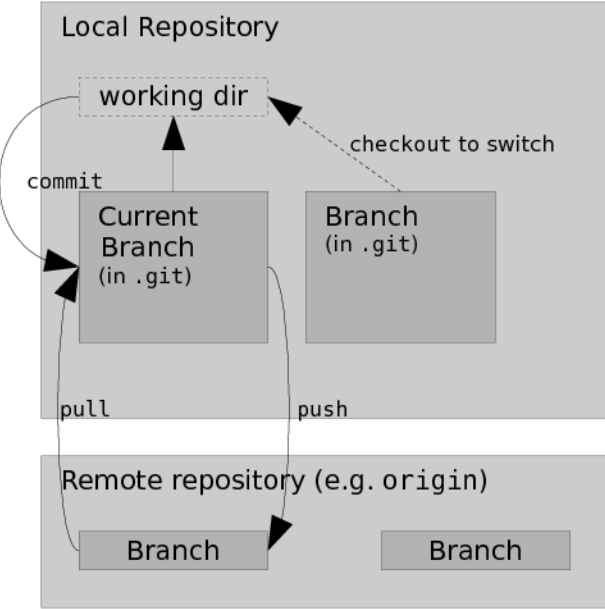 Local Repository
working dir
checkout to switch
commit
Current
Branch
(in .git)
Branch
(in .git)
pull
push
Remote repository (e.g. origin)
Branch
Branch